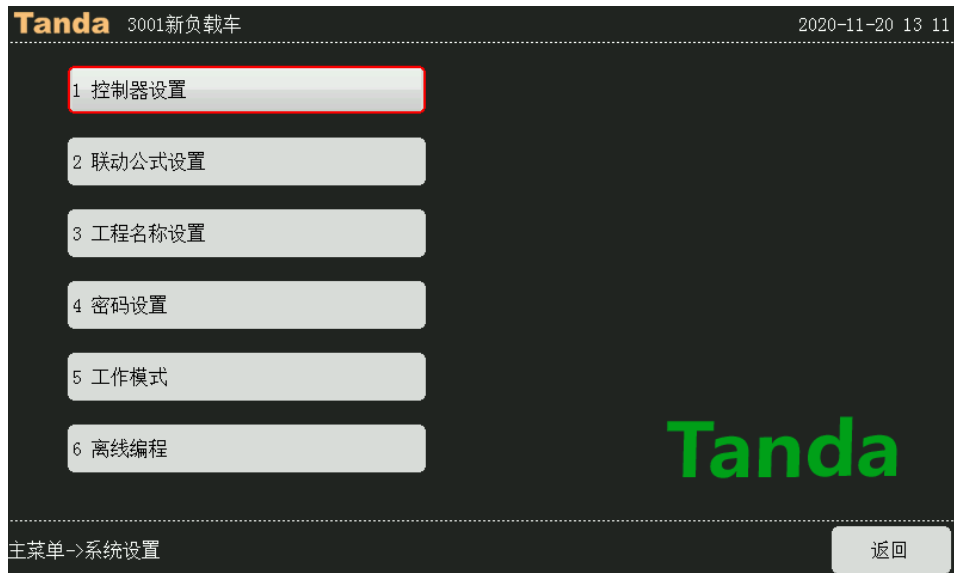 Tanda 3001新负载车 2020-11-20 13 11
1 控制器设置
2 联动公式设置
3 工程名称设置
4 密码设置
5 工作模式
6 离线编程
Tanda
主菜单->系统设置 返回